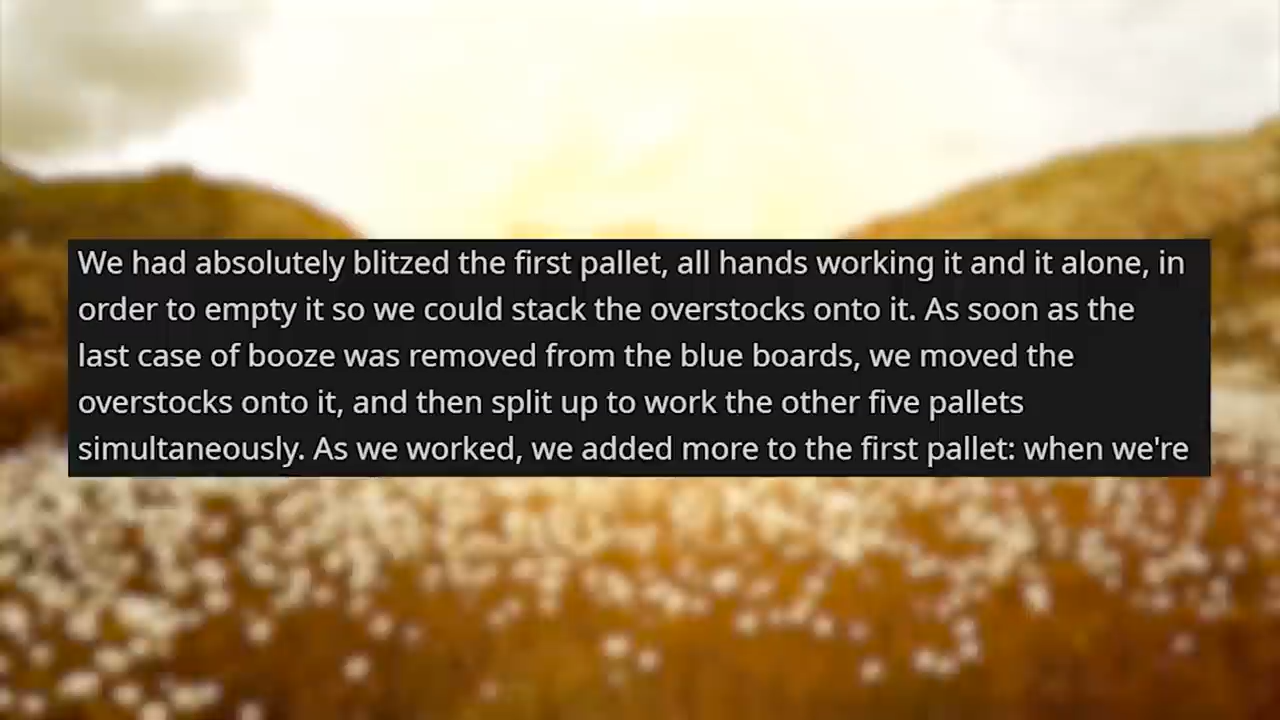 We had absolutely blitzed the first pallet, all hands working it and it alone, in
order to empty it so we could stack the overstocks onto it. As soon as the
last case of booze was removed from the blue boards, we moved the
overstocks onto it, and then split up to work the other five pallets
simultaneously. As we worked, we added more to the first pallet: when we're